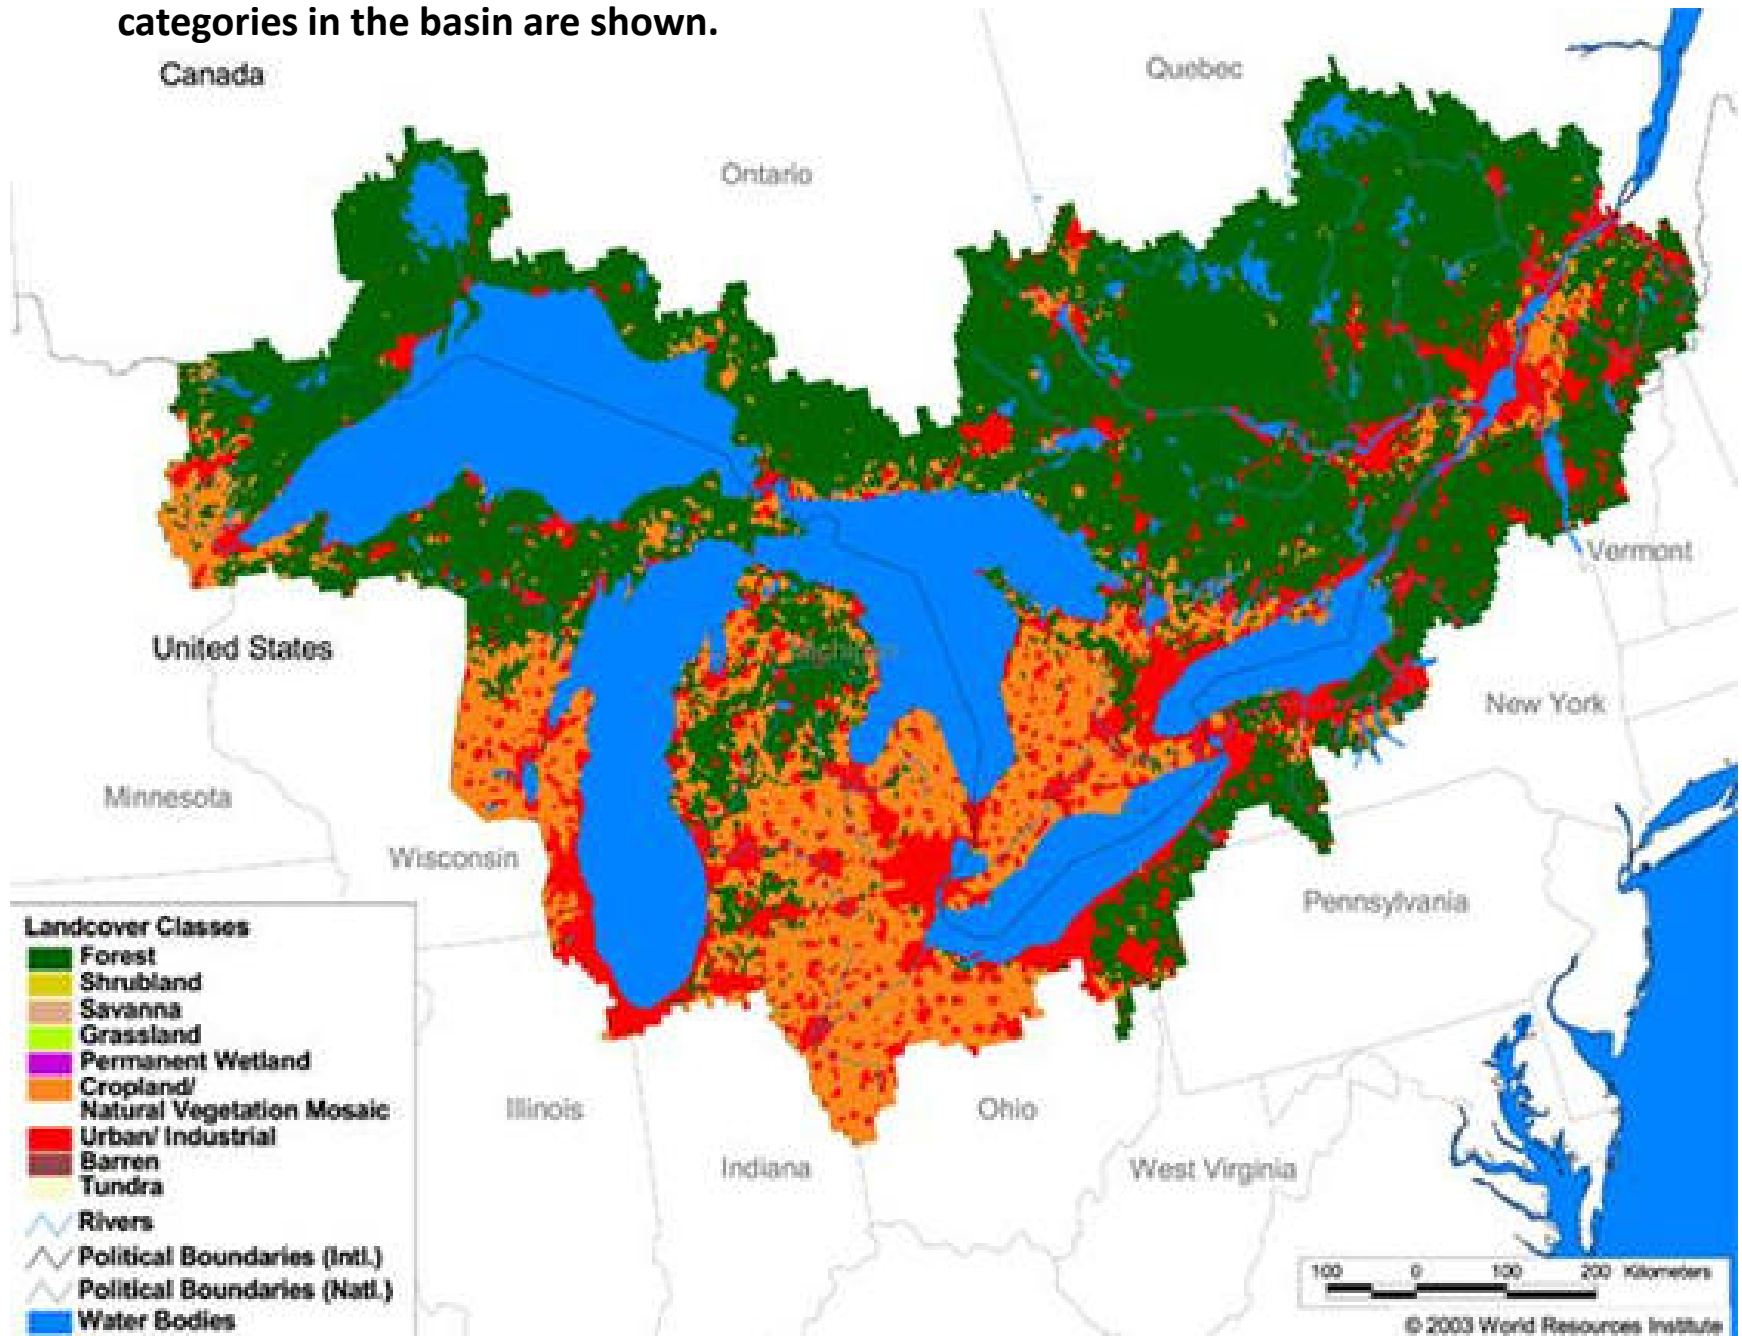 categories in the basin are shown.
Canada
Quebec
Ontario
Vermont
United States
Michigan
New York
Minnesota
Wisconsin
Pennsylvania
Landcover Classes
Forest
Shrubland
Savanna
Grassland
Permanent Wetland
Cropland/
Natural Vegetation Mosaic
Urban/ Industrial
Barren
Tundra
Rivers
Political Boundaries (Intl.)
Political Boundaries (Natl.)
Water Bodies
Illinois
Ohio
Indiana
West Virginia
100 0 100 200 Kilometers
© 2003 World Resources Institute